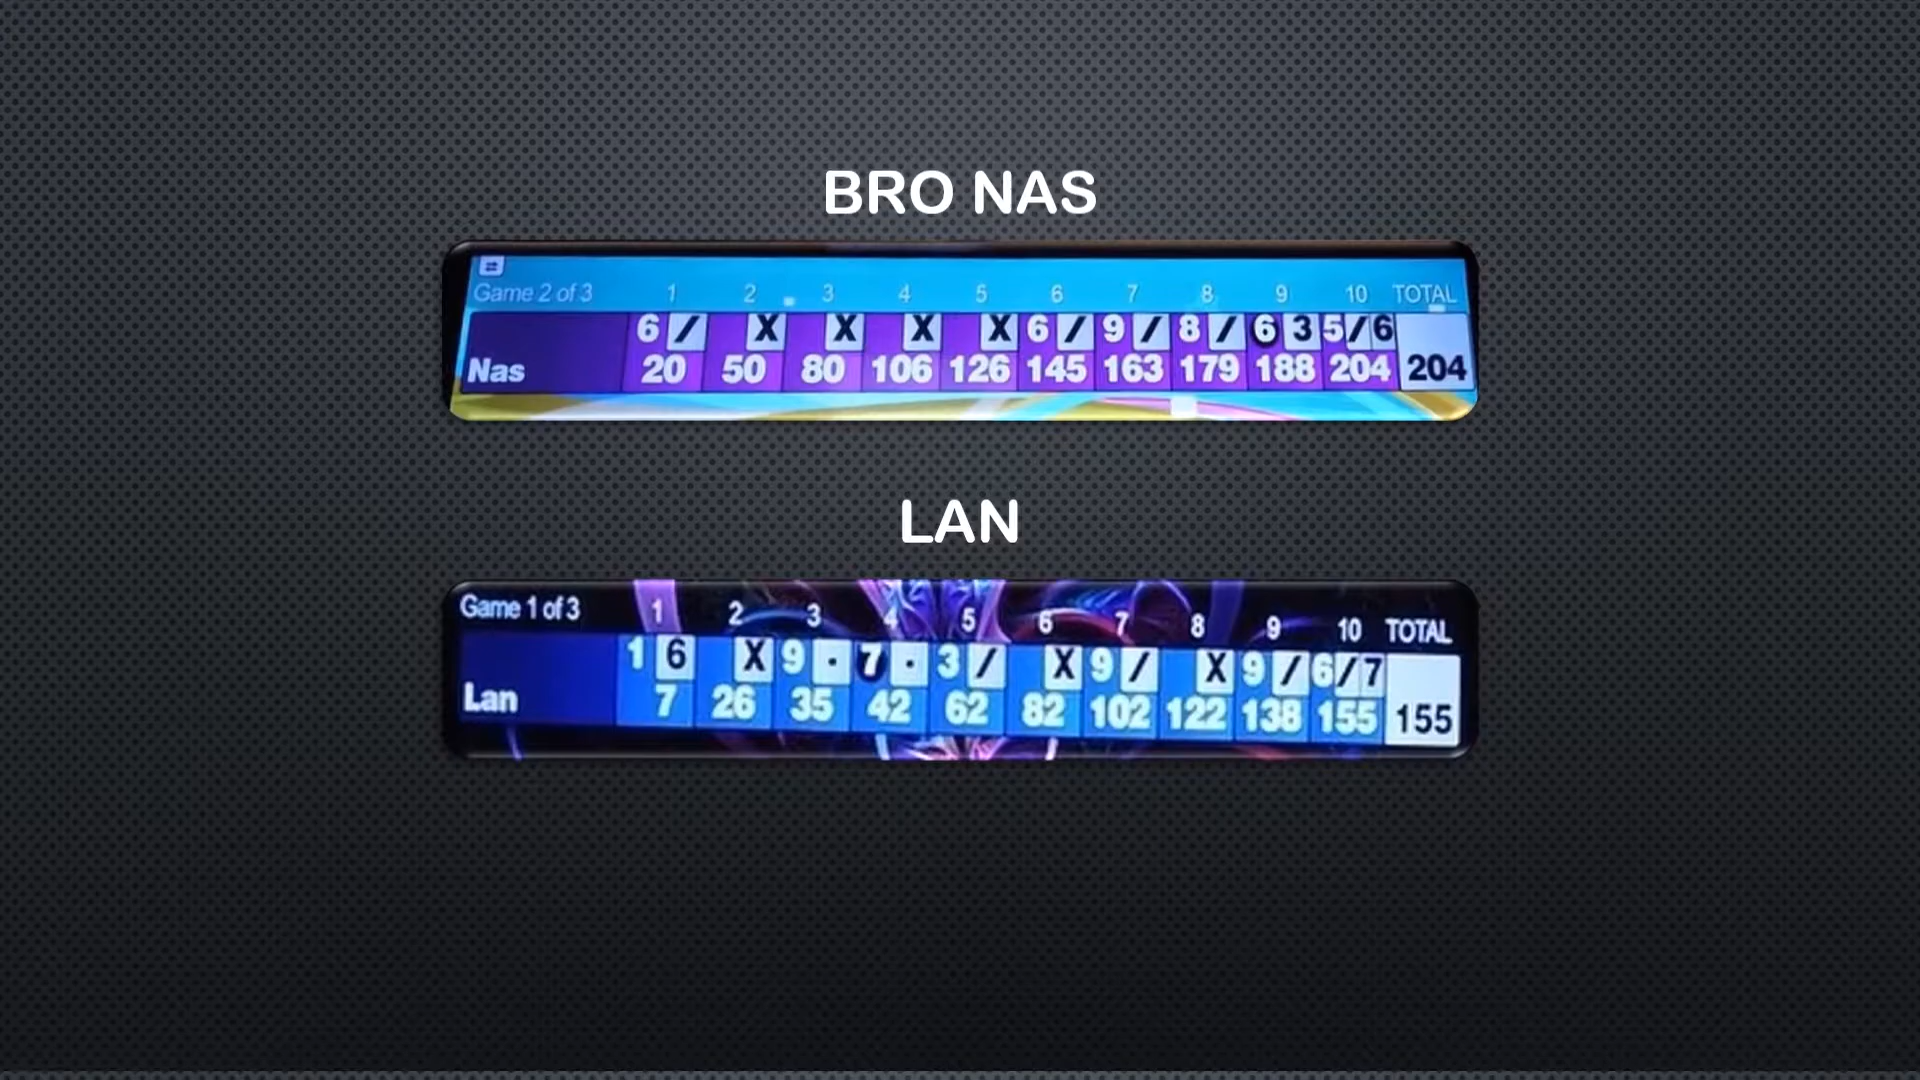 BRO NAS
Game 2 of 3 1 2 3 4 5 6 7 8 9 10 TOTAL
6 / X X X X 6 / 9 / 8 / 6 3 5 / 6
Nas 20 50 80 106 126 145 163 179 188 204 204
LAN
Game 1 of 3 1 2 3 4 5 6 7 8 9 10 TOTAL
1 6 X 9 · 7 · 3 / X 9 / X 9 / 6 / 7
Lan 7 26 35 42 62 82 102 122 138 155 155